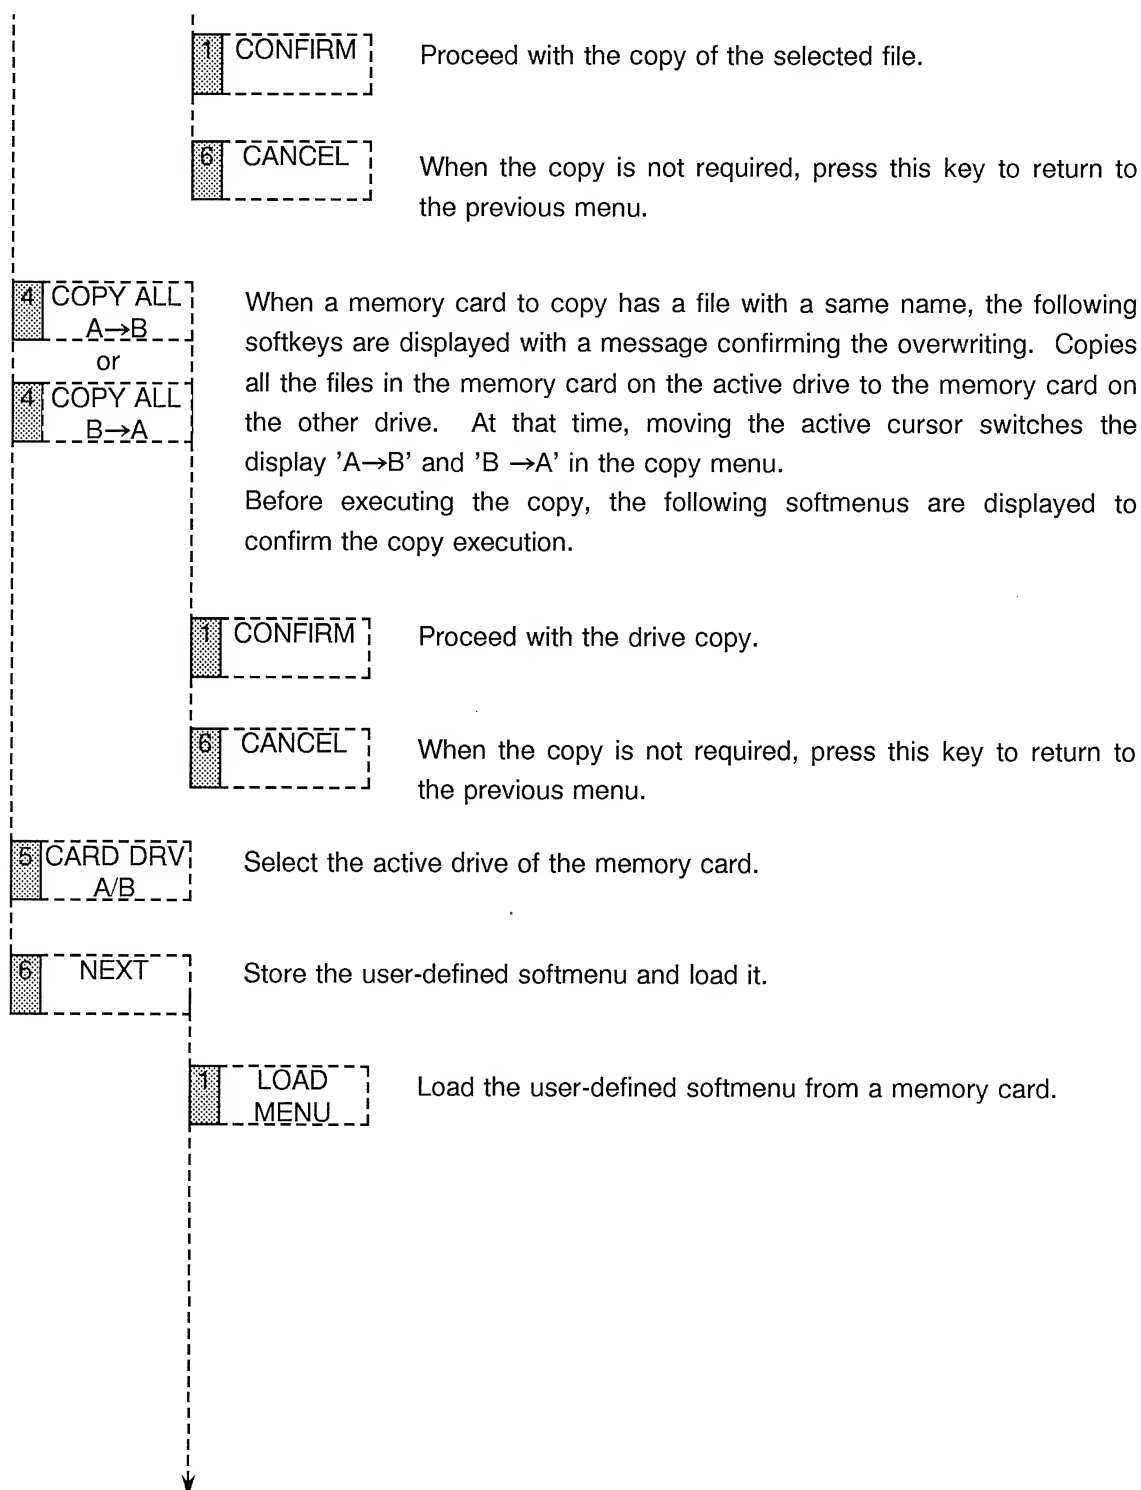 1 CONFIRM
Proceed with the copy of the selected file.
6 CANCEL
When the copy is not required, press this key to return to
the previous menu.
4 COPY ALL
A→B
or
4 COPY ALL
B→A
When a memory card to copy has a file with a same name, the following
softkeys are displayed with a message confirming the overwriting. Copies
all the files in the memory card on the active drive to the memory card on
the other drive. At that time, moving the active cursor switches the
display 'A→B' and 'B →A' in the copy menu.
Before executing the copy, the following softmenus are displayed to
confirm the copy execution.
1 CONFIRM
Proceed with the drive copy.
6 CANCEL
When the copy is not required, press this key to return to
the previous menu.
5 CARD DRV
A/B
Select the active drive of the memory card.
6 NEXT
Store the user-defined softmenu and load it.
1 LOAD
MENU
Load the user-defined softmenu from a memory card.